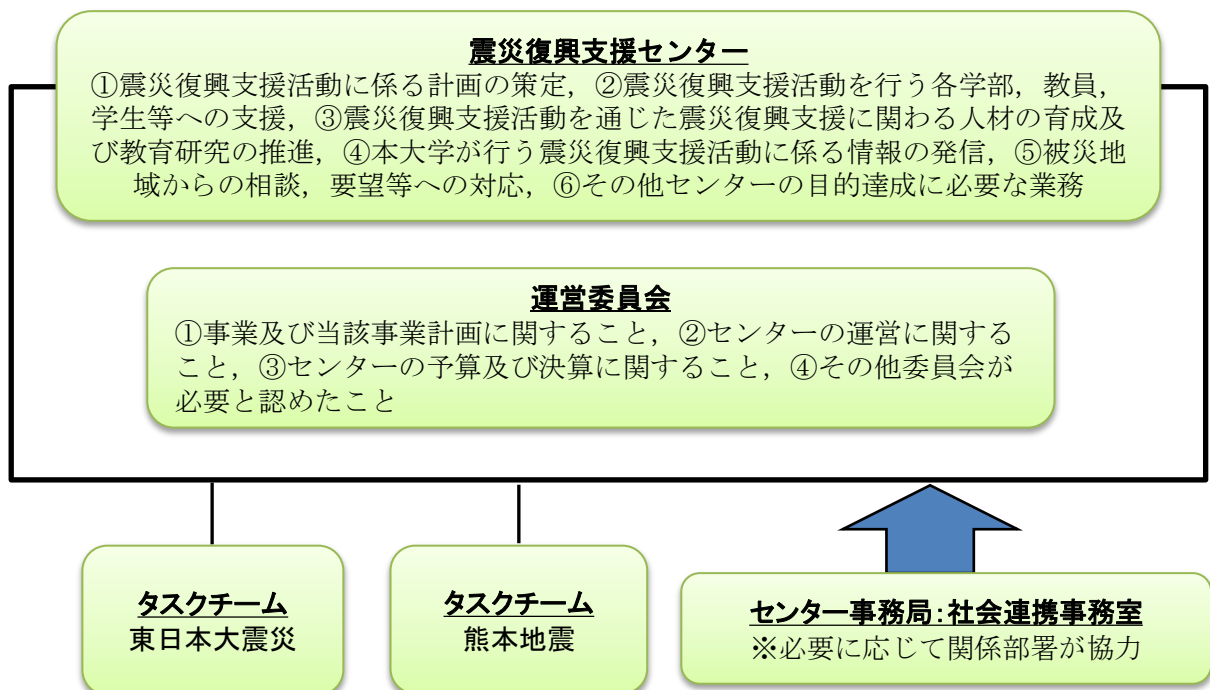 震災復興支援センター
①震災復興支援活動に係る計画の策定，②震災復興支援活動を行う各学部，教員，
学生等への支援，③震災復興支援活動を通じた震災復興支援に関わる人材の育成及
び教育研究の推進，④本大学が行う震災復興支援活動に係る情報の発信，⑤被災地
域からの相談，要望等への対応，⑥その他センターの目的達成に必要な業務
運営委員会
①事業及び当該事業計画に関すること，②センターの運営に関する
こと，③センターの予算及び決算に関すること，④その他委員会が
必要と認めたこと
タスクチーム
東日本大震災
タスクチーム
熊本地震
センター事務局：社会連携事務室
※必要に応じて関係部署が協力